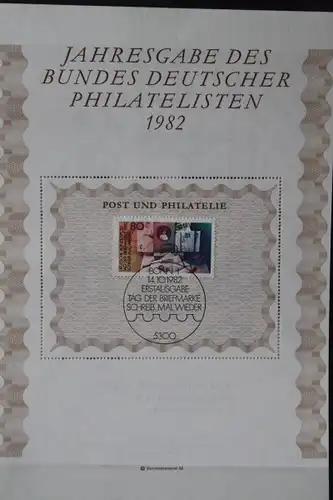 JAHRESGABE DES
BUNDES DEUTSCHER
PHILATELISTEN
1982
POST UND PHILATELIE
80
BONN 1
14.10.1982
ERSTAUSGABE
TAG DER BRIEFMARKE
SCHREIB MAL WIEDER
5300